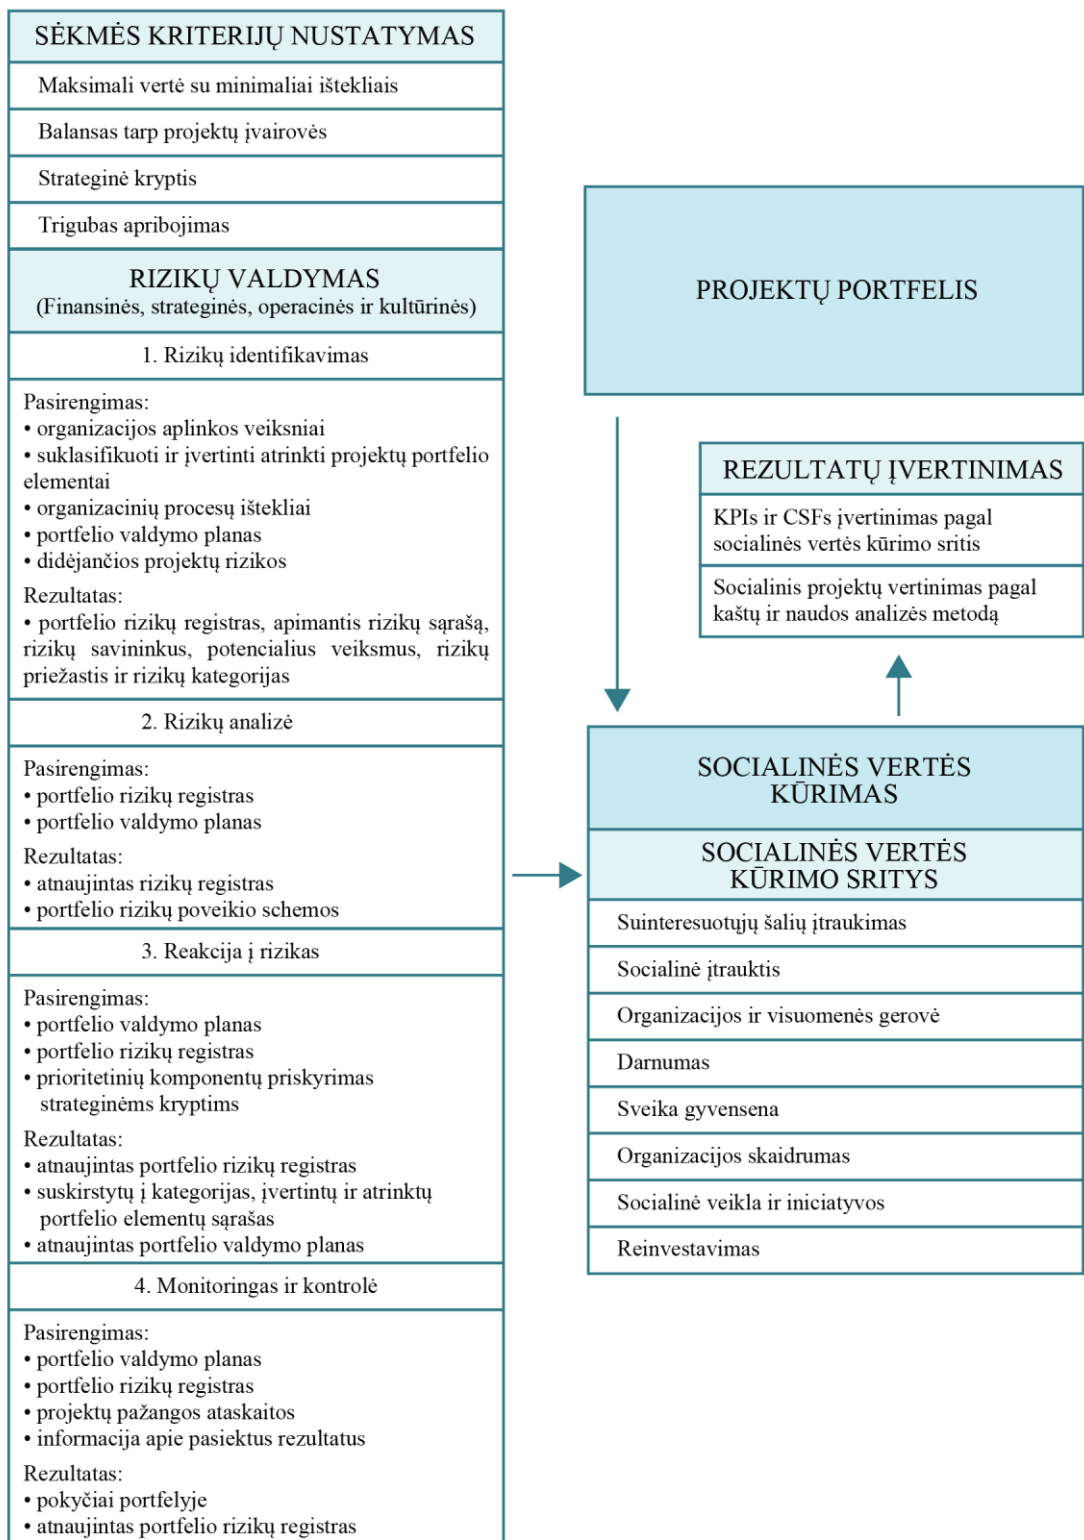 SĖKMĖS KRITERIJŲ NUSTATYMAS
Maksimali vertė su minimaliai ištekliais
Balansas tarp projektų įvairovės
Strateginė kryptis
Trigubas apribojimas
RIZIKŲ VALDYMAS
(Finansinės, strateginės, operacinės ir kultūrinės)
1. Rizikų identifikavimas
Pasirengimas:
• organizacijos aplinkos veiksniai
• suklasifikuoti ir įvertinti atrinkti projektų portfelio
elementai
• organizacinių procesų ištekliai
• portfelio valdymo planas
• didėjančios projektų rizikos
Rezultatas:
• portfelio rizikų registras, apimantis rizikų sąrašą,
rizikų savininkus, potencialius veiksmus, rizikų
priežastis ir rizikų kategorijas
2. Rizikų analizė
Pasirengimas:
• portfelio rizikų registras
• portfelio valdymo planas
Rezultatas:
• atnaujintas rizikų registras
• portfelio rizikų poveikio schemos
3. Reakcija į rizikas
Pasirengimas:
• portfelio valdymo planas
• portfelio rizikų registras
• prioritetinių komponentų priskyrimas
strateginėms kryptims
Rezultatas:
• atnaujintas portfelio rizikų registras
• suskirstytų į kategorijas, įvertintų ir atrinktų
portfelio elementų sąrašas
• atnaujintas portfelio valdymo planas
4. Monitoringas ir kontrolė
Pasirengimas:
• portfelio valdymo planas
• portfelio rizikų registras
• projektų pažangos ataskaitos
• informacija apie pasiektus rezultatus
Rezultatas:
• pokyčiai portfelyje
• atnaujintas portfelio rizikų registras
PROJEKTŲ PORTFELIS
REZULTATŲ ĮVERTINIMAS
KPIs ir CSFs įvertinimas pagal
socialinės vertės kūrimo sritis
Socialinis projektų vertinimas pagal
kaštų ir naudos analizės metodą
SOCIALINĖS VERTĖS
KŪRIMAS
SOCIALINĖS VERTĖS
KŪRIMO SRITYS
Suinteresuotųjų šalių įtraukimas
Socialinė įtrauktis
Organizacijos ir visuomenės gerovė
Darnumas
Sveika gyvensena
Organizacijos skaidrumas
Socialinė veikla ir iniciatyvos
Reinvestavimas